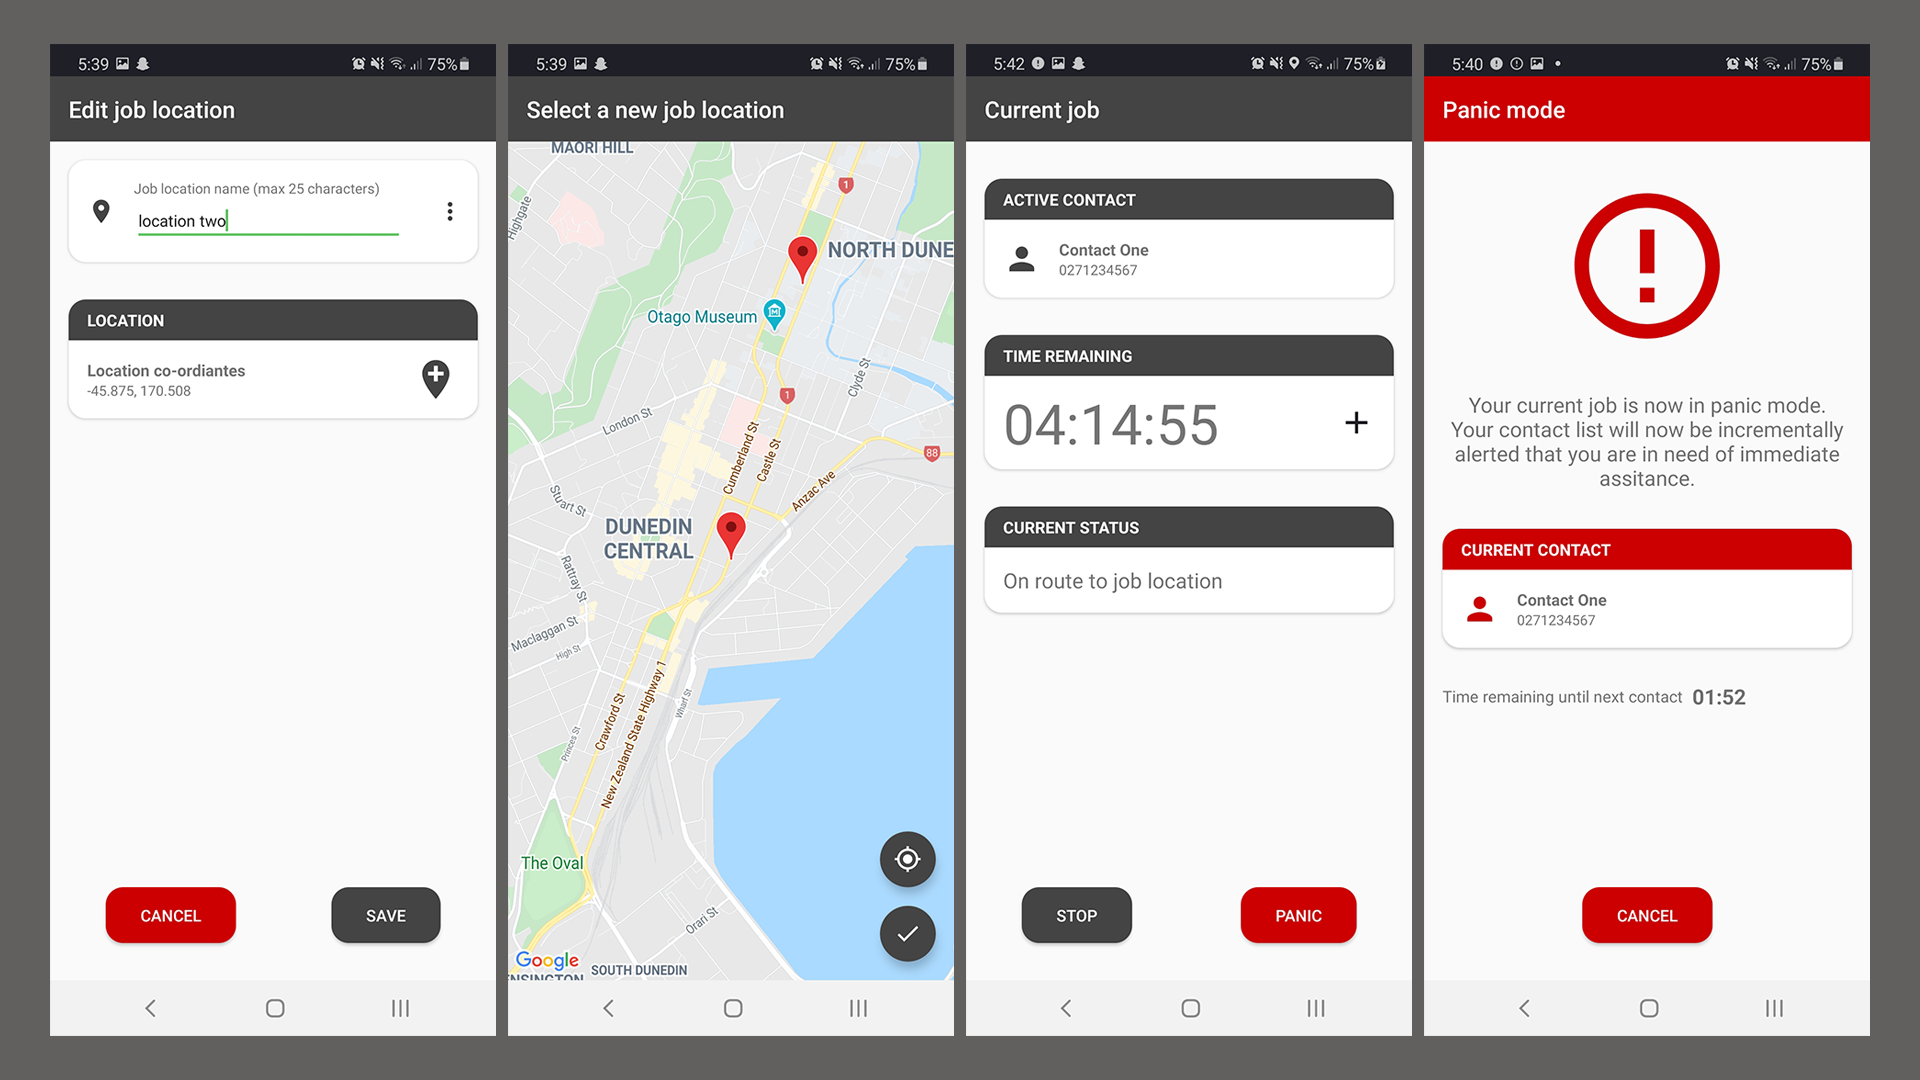 5:39
75%
Edit job location
Job location name (max 25 characters)
location two
LOCATION
Location co-ordiantes
-45.875, 170.508
CANCEL
SAVE
5:39
75%
Select a new job location
MAORI HILL
Highgate
1
NORTH DUNE
Otago Museum
Clyde St
1
London St
Cumberland St
Castle St
88
Anzac Ave
Stuart St
DUNEDIN
CENTRAL
Rattray St
Maclaggan St
High St
Crawford St
New Zealand State Highway 1
Wharf St
Princes St
The Oval
Orari St
Google
SOUTH DUNEDIN
ENSINGTON
5:42
75%
Current job
ACTIVE CONTACT
Contact One
0271234567
TIME REMAINING
04:14:55
+
CURRENT STATUS
On route to job location
STOP
PANIC
5:40
75%
Panic mode
Your current job is now in panic mode.
Your contact list will now be incrementally
alerted that you are in need of immediate
assitance.
CURRENT CONTACT
Contact One
0271234567
Time remaining until next contact 01:52
CANCEL